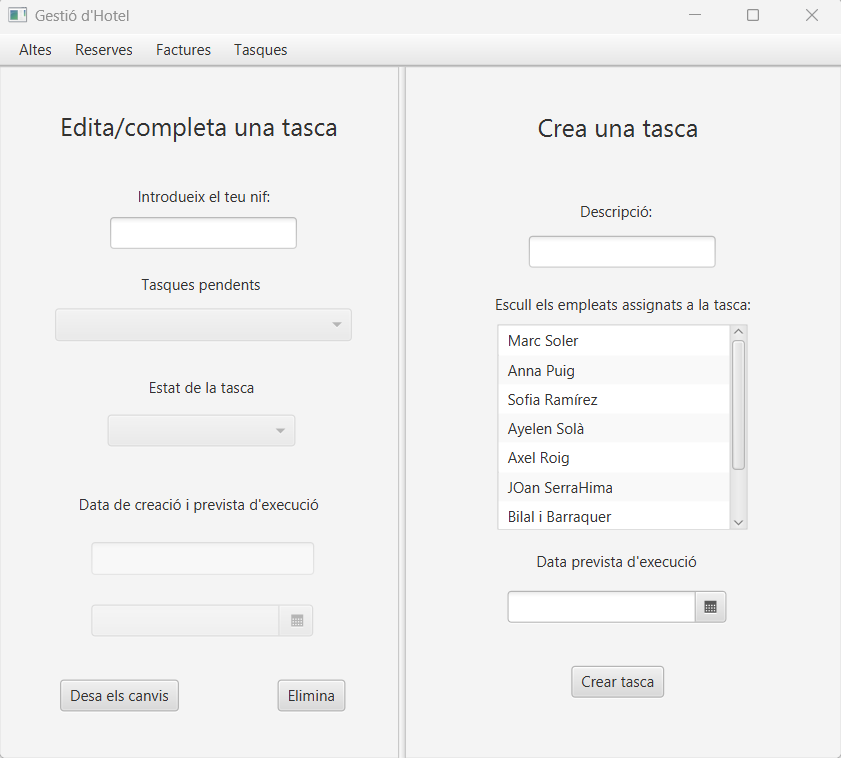 Gestió d'Hotel
Altes Reserves Factures Tasques
Edita/completa una tasca
Introdueix el teu nif:
Tasques pendents
Estat de la tasca
Data de creació i prevista d'execució
Desa els canvis Elimina
Crea una tasca
Descripció:
Escull els empleats assignats a la tasca:
Marc Soler
Anna Puig
Sofia Ramírez
Ayelen Solà
Axel Roig
JOan SerraHima
Bilal i Barraquer
Data prevista d'execució
Crear tasca